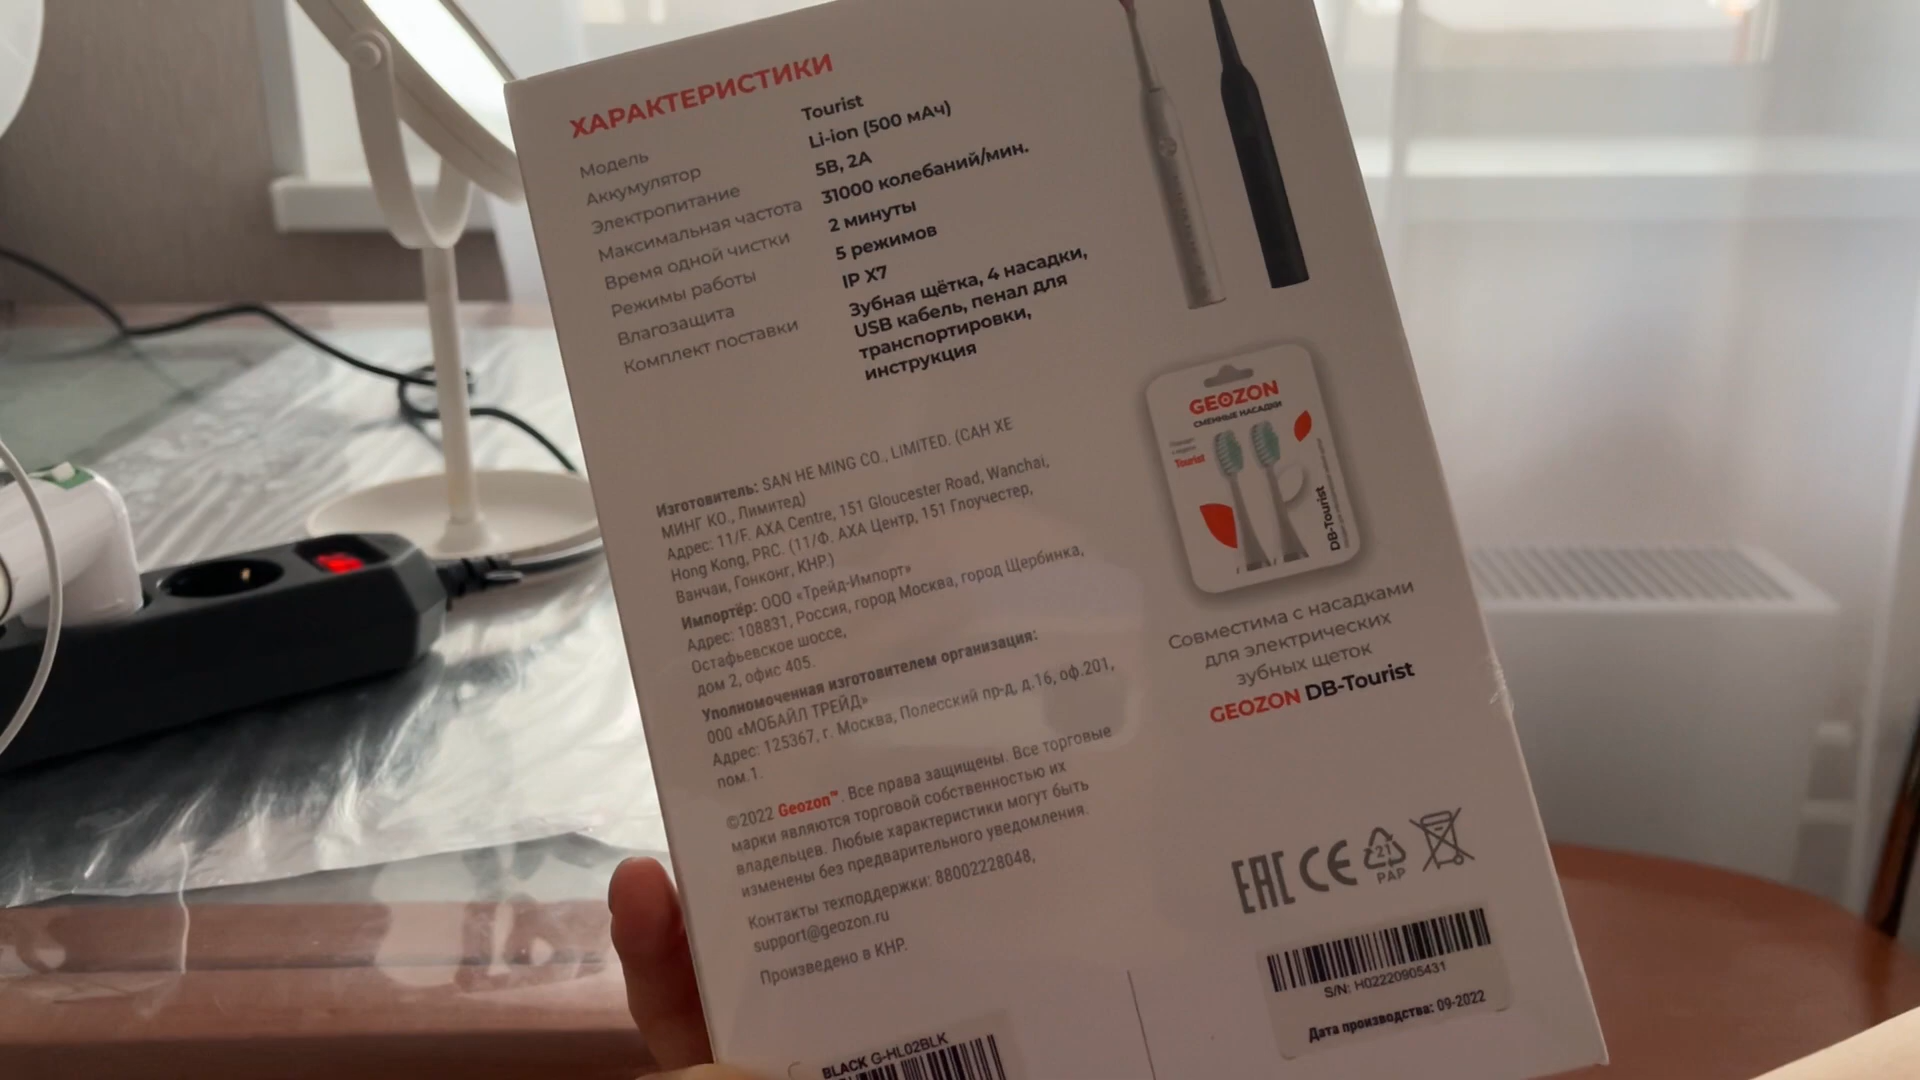 ХАРАКТЕРИСТИКИ
Модель Tourist
Аккумулятор Li-ion (500 мАч)
Электропитание 5В, 2А
Максимальная частота 31000 колебаний/мин.
Время одной чистки 2 минуты
Режимы работы 5 режимов
Влагозащита IP X7
Комплект поставки Зубная щётка, 4 насадки,
USB кабель, пенал для
транспортировки,
инструкция
Изготовитель: SAN HE MING CO., LIMITED. (САН ХЕ
МИНГ КО., Лимитед)
Адрес: 11/F. AXA Centre, 151 Gloucester Road, Wanchai,
Hong Kong, PRC. (11/Ф. АХА Центр, 151 Глоучестер,
Ванчаи, Гонконг, КНР.)
Импортёр: ООО «Трейд-Импорт»
Адрес: 108831, Россия, город Москва, город Щербинка,
Остафьевское шоссе,
дом 2, офис 405.
Уполномоченная изготовителем организация:
ООО «МОБАЙЛ ТРЕЙД»
Адрес: 125367, г. Москва, Полесский пр-д, д.16, оф.201,
пом.1.
©2022 Geozon™. Все права защищены. Все торговые
марки являются торговой собственностью их
владельцев. Любые характеристики могут быть
изменены без предварительного уведомления.
Контакты техподдержки: 88002228048,
support@geozon.ru
Произведено в КНР.
BLACK G-HL02BLK
GEOZON
СМЕННЫЕ НАСАДКИ
Tourist
DB-Tourist
Совместима с насадками
для электрических
зубных щеток
GEOZON DB-Tourist
EAC CE 21 PAP
S/N: H02220905431
Дата производства: 09-2022